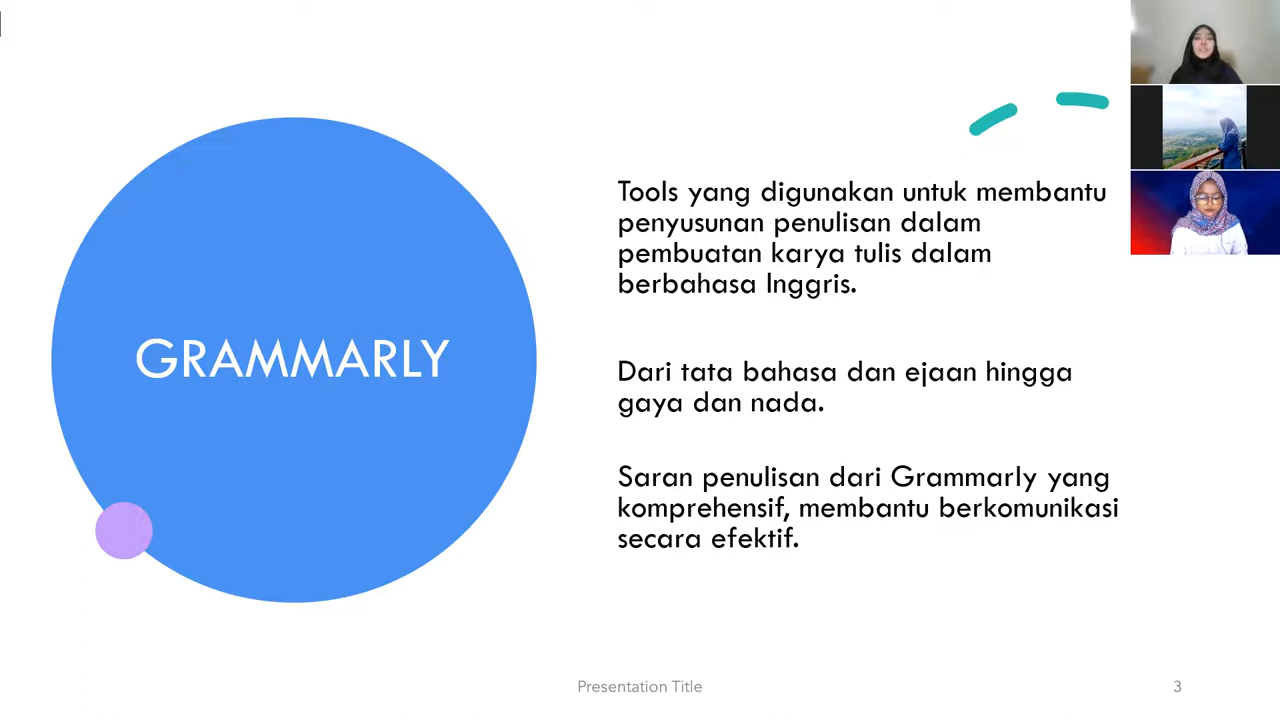 GRAMMARLY
Tools yang digunakan untuk membantu
penyusunan penulisan dalam
pembuatan karya tulis dalam
berbahasa Inggris.
Dari tata bahasa dan ejaan hingga
gaya dan nada.
Saran penulisan dari Grammarly yang
komprehensif, membantu berkomunikasi
secara efektif.
Presentation Title
3